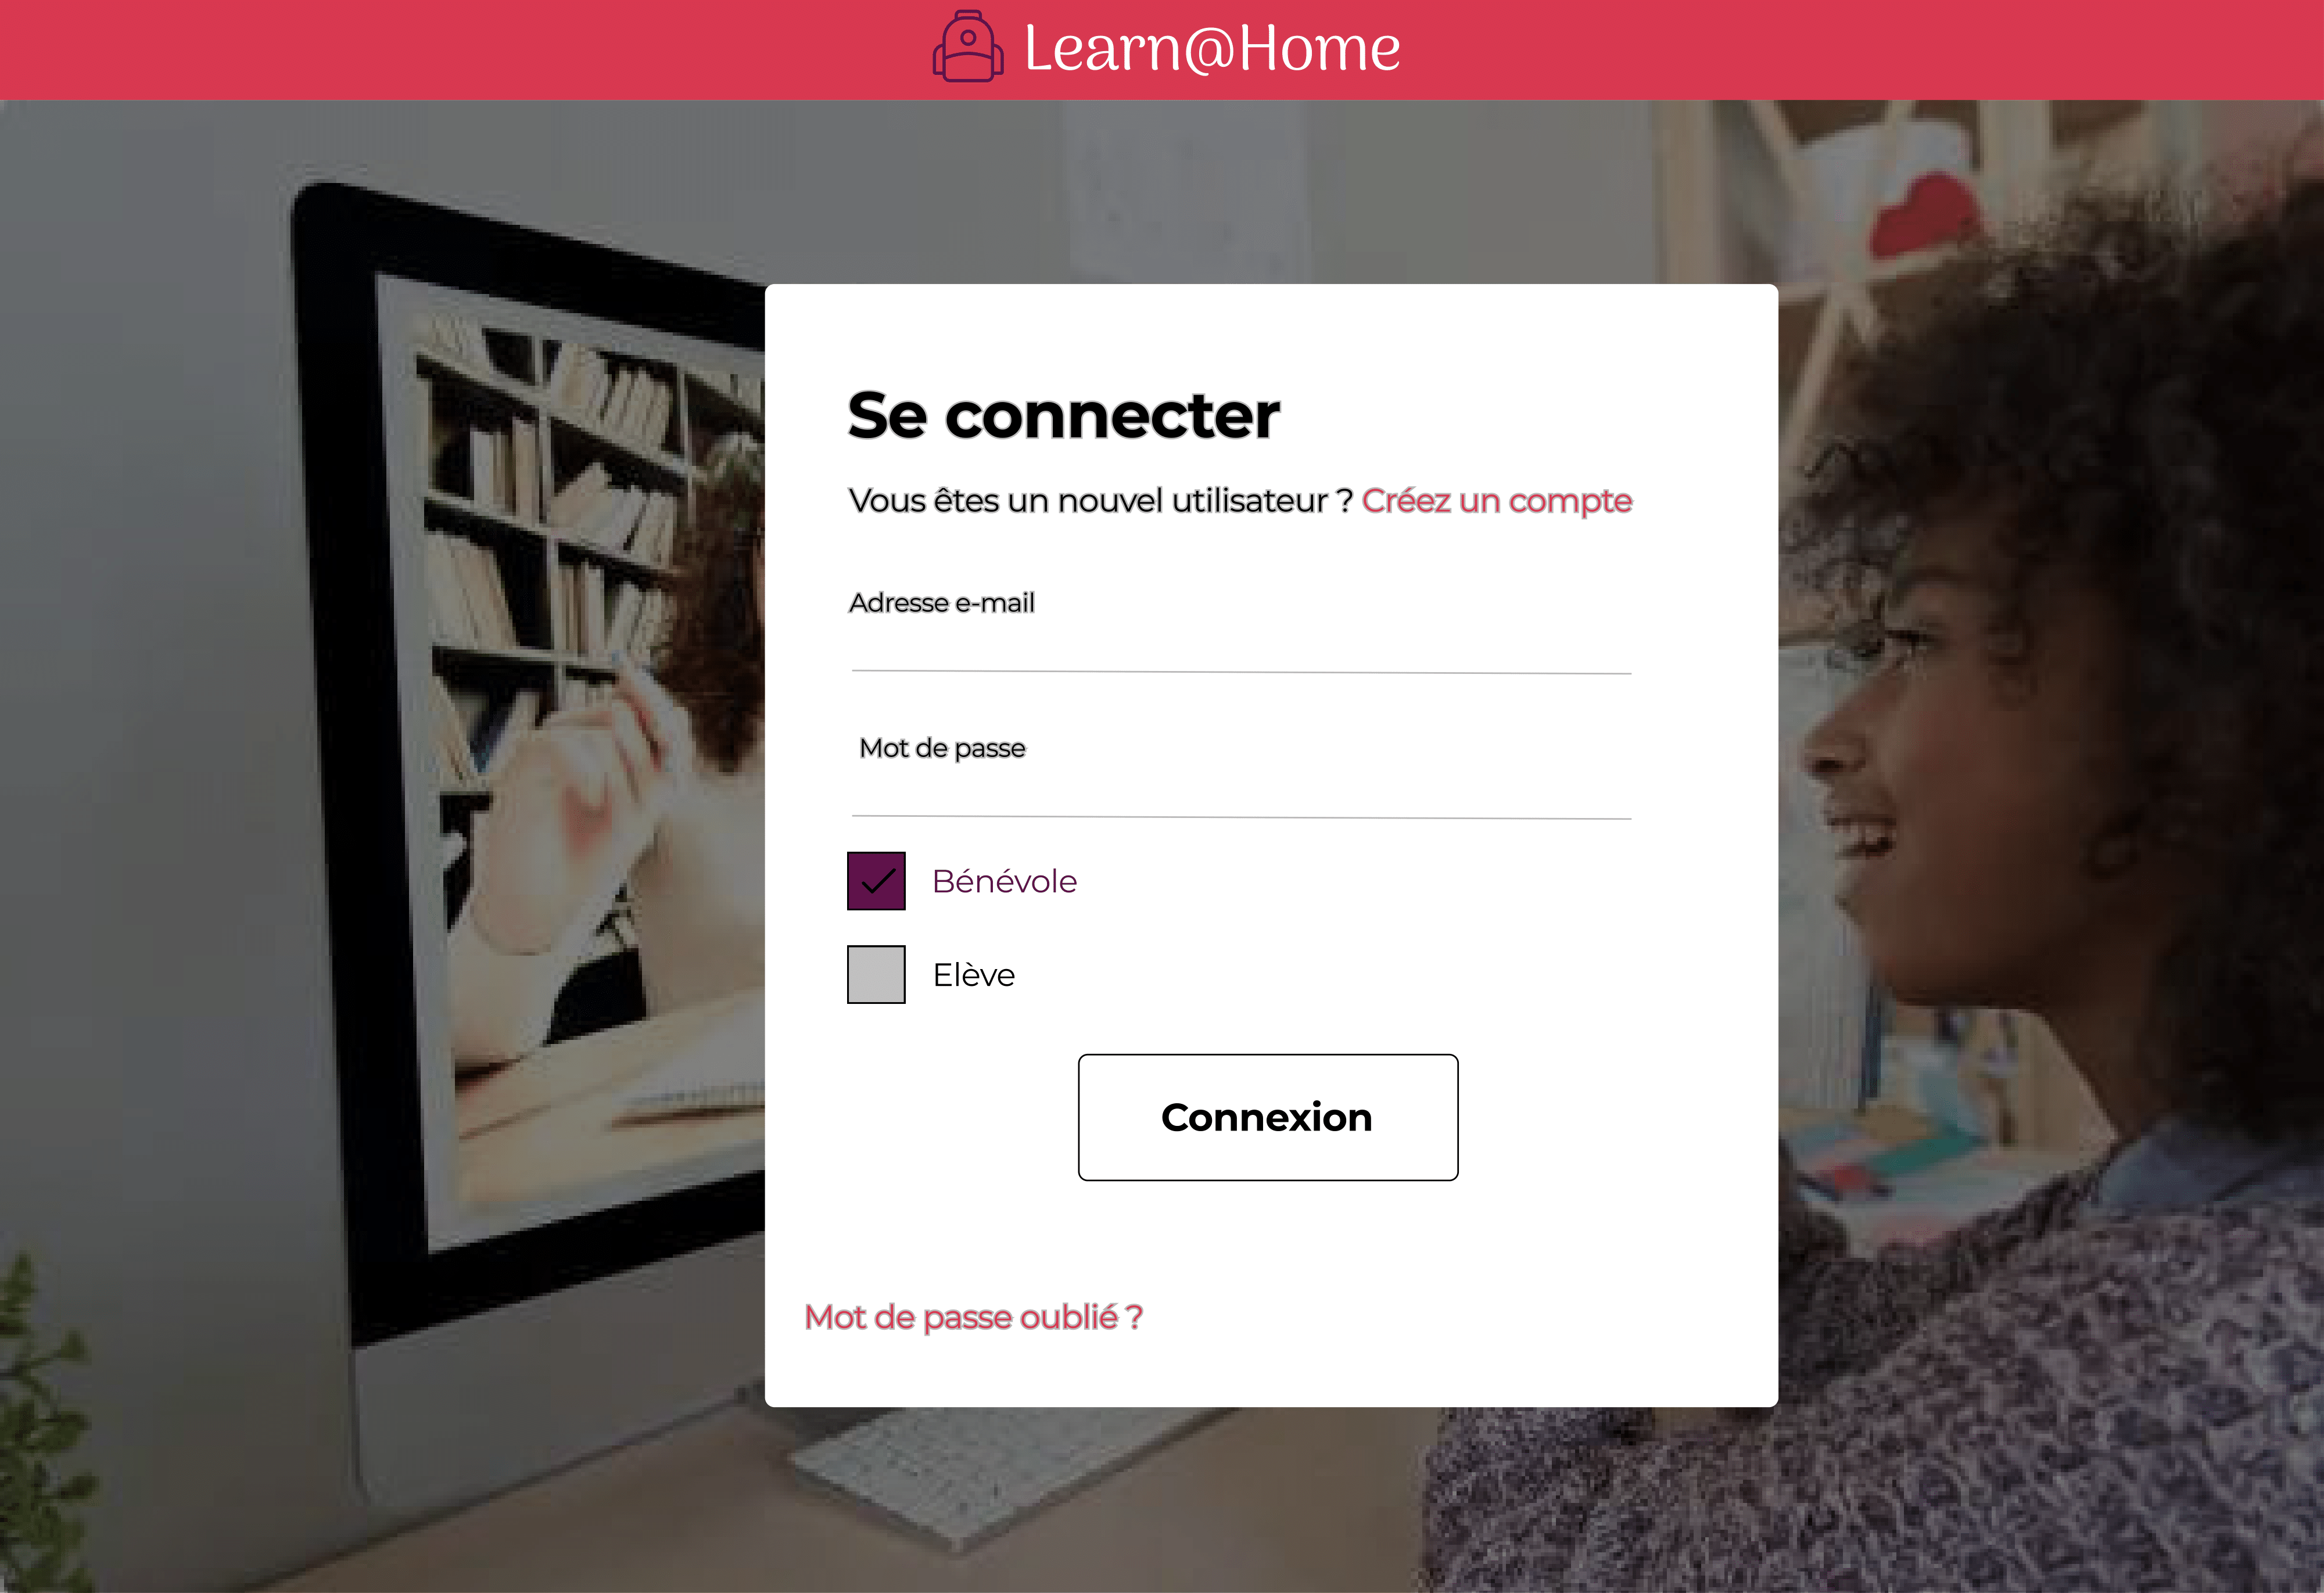 Learn@Home
Se connecter
Vous êtes un nouvel utilisateur ? Créez un compte
Adresse e-mail
Mot de passe
Bénévole
Elève
Connexion
Mot de passe oublié ?